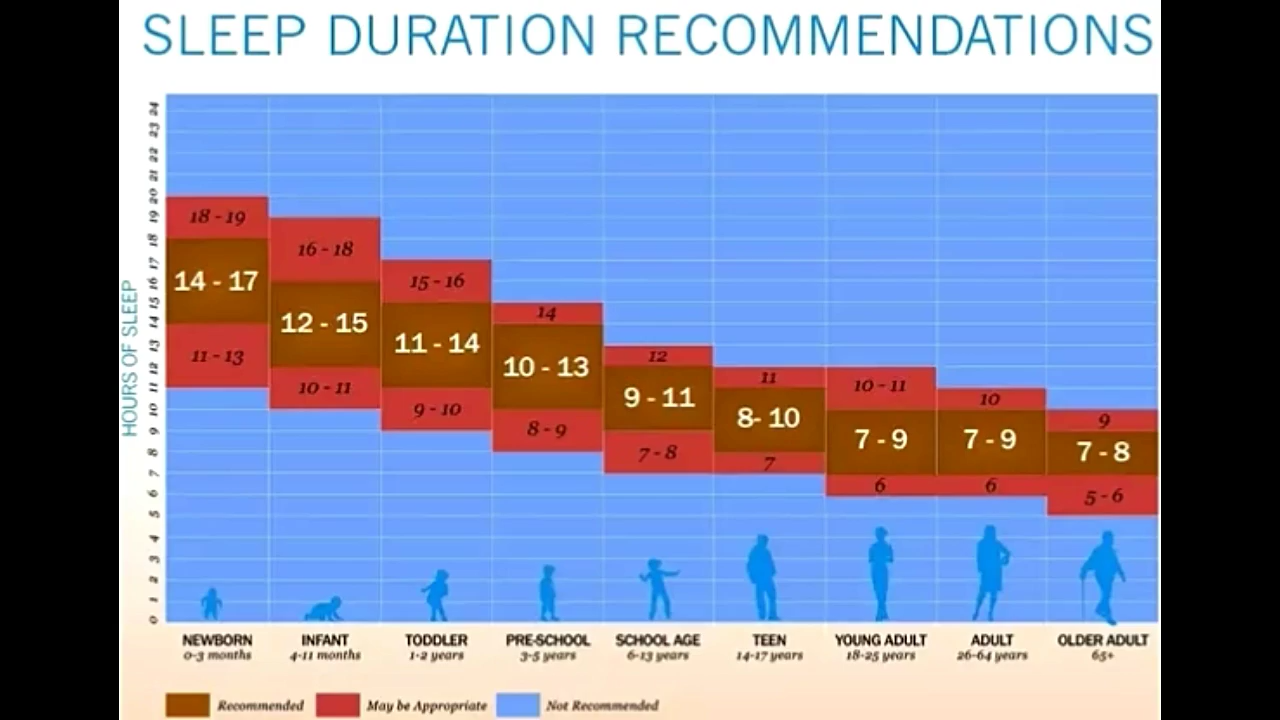 SLEEP DURATION RECOMMENDATIONS
HOURS OF SLEEP
24
23
22
21
20
19
18
17
16
15
14
13
12
11
10
9
8
7
6
5
4
3
2
1
0
18 - 19
14 - 17
11 - 13
16 - 18
12 - 15
10 - 11
15 - 16
11 - 14
9 - 10
14
10 - 13
8 - 9
12
9 - 11
7 - 8
11
8- 10
7
10 - 11
7 - 9
6
10
7 - 9
6
9
7 - 8
5 - 6
NEWBORN
0-3 months
INFANT
4-11 months
TODDLER
1-2 years
PRE-SCHOOL
3-5 years
SCHOOL AGE
6-13 years
TEEN
14-17 years
YOUNG ADULT
18-25 years
ADULT
26-64 years
OLDER ADULT
65+
Recommended
May be Appropriate
Not Recommended